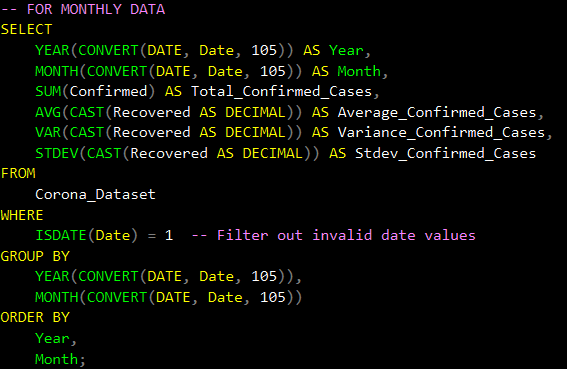 -- FOR MONTHLY DATA
SELECT
    YEAR(CONVERT(DATE, Date, 105)) AS Year,
    MONTH(CONVERT(DATE, Date, 105)) AS Month,
    SUM(Confirmed) AS Total_Confirmed_Cases,
    AVG(CAST(Recovered AS DECIMAL)) AS Average_Confirmed_Cases,
    VAR(CAST(Recovered AS DECIMAL)) AS Variance_Confirmed_Cases,
    STDEV(CAST(Recovered AS DECIMAL)) AS Stdev_Confirmed_Cases
FROM
    Corona_Dataset
WHERE
    ISDATE(Date) = 1  -- Filter out invalid date values
GROUP BY
    YEAR(CONVERT(DATE, Date, 105)),
    MONTH(CONVERT(DATE, Date, 105))
ORDER BY
    Year,
    Month;